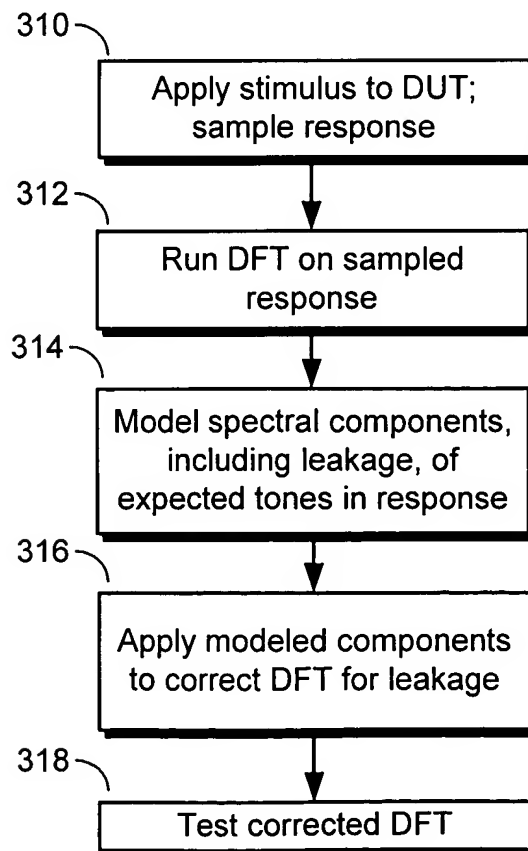 310
Apply stimulus to DUT;
sample response
312
Run DFT on sampled
response
314
Model spectral components,
including leakage, of
expected tones in response
316
Apply modeled components
to correct DFT for leakage
318
Test corrected DFT